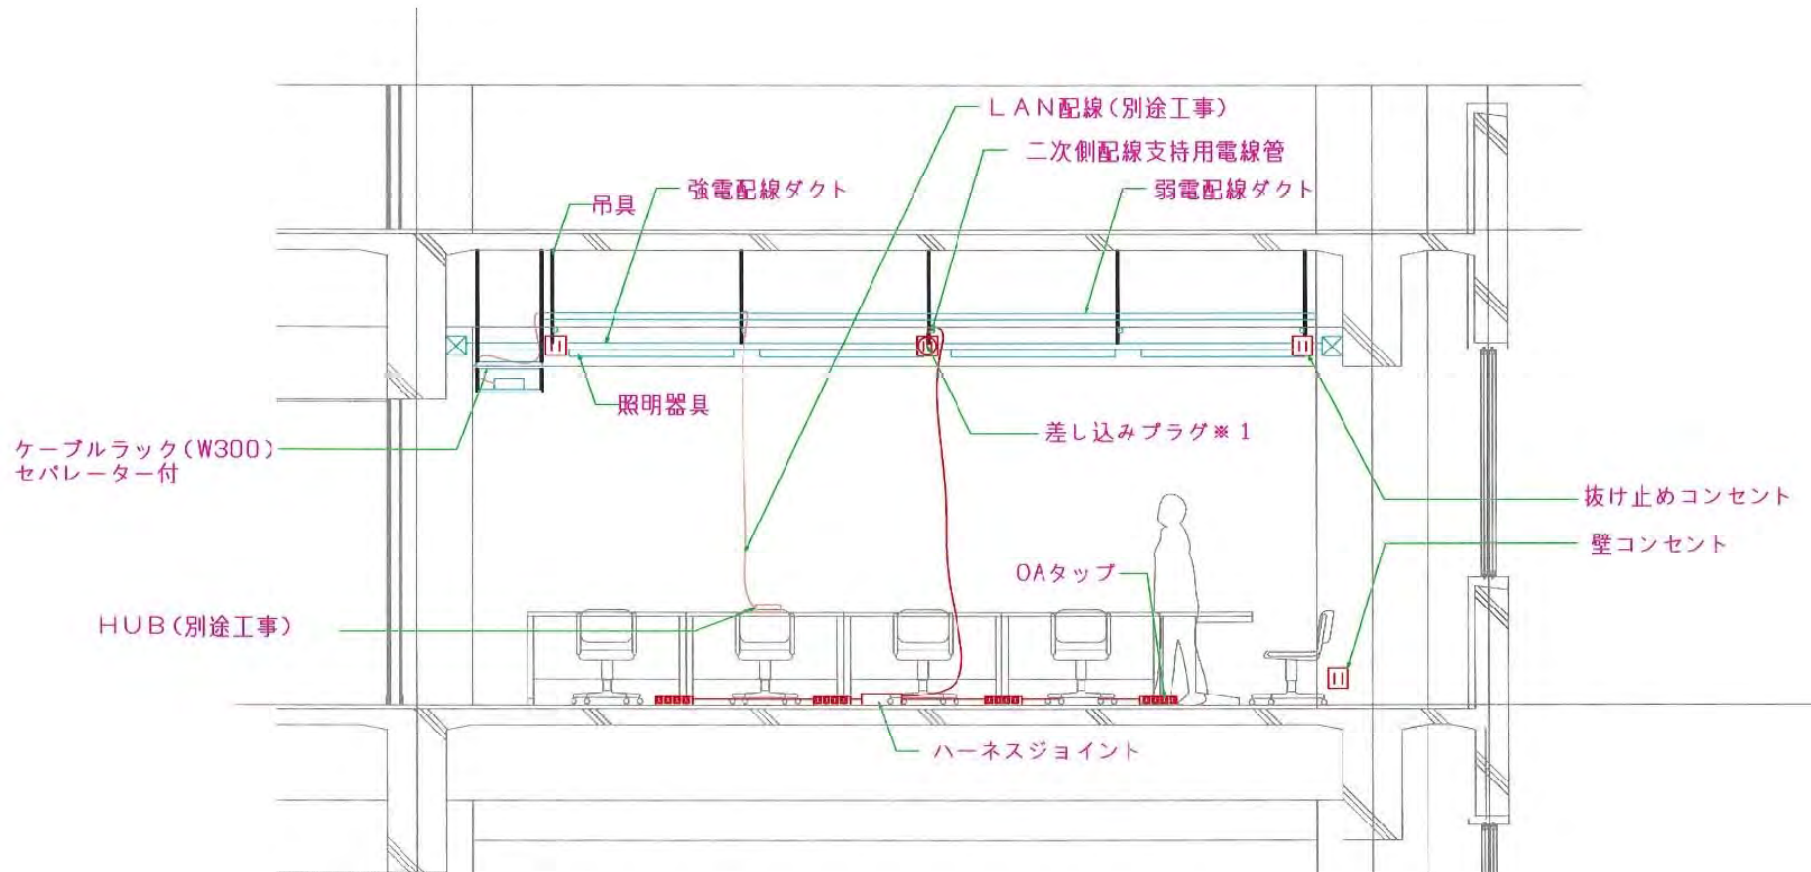 LAN配線(別途工事)
二次側配線支持用電線管
強電配線ダクト
弱電配線ダクト
吊具
照明器具
差し込みプラグ※1
ケーブルラック(W300)
セパレーター付
抜け止めコンセント
壁コンセント
OAタップ
HUB(別途工事)
ハーネスジョイント